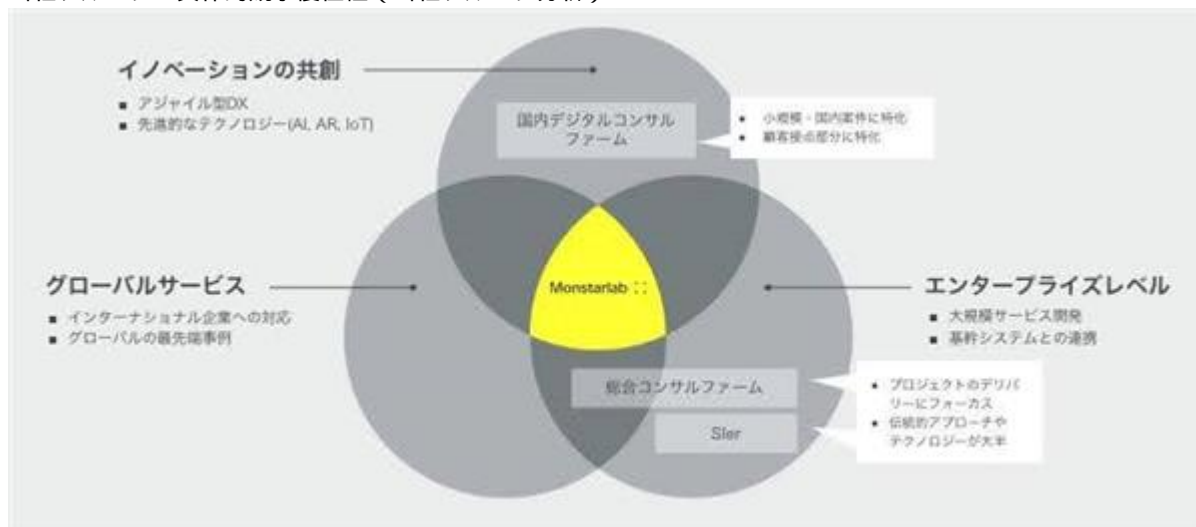 イノベーションの共創
■ アジャイル型DX
■ 先進的なテクノロジー(AI, AR, IoT)
国内デジタルコンサル
ファーム
● 小規模・国内案件に特化
● 顧客接点部分に特化
グローバルサービス
■ インターナショナル企業への対応
■ グローバルの最先端事例
Monstarlab
エンタープライズレベル
■ 大規模サービス開発
■ 基幹システムとの連携
総合コンサルファーム
SIer
● プロジェクトのデリバ
リーにフォーカス
● 伝統的アプローチや
テクノロジーが大半